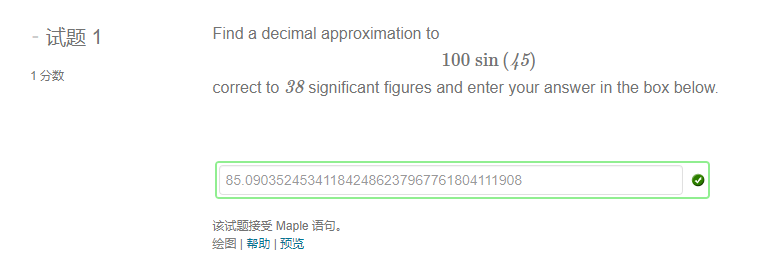 - 试题 1
1 分数
Find a decimal approximation to
100 sin (45)
correct to 38 significant figures and enter your answer in the box below.
85.090352453411842486237967761804111908
该试题接受 Maple 语句。
绘图 | 帮助 | 预览